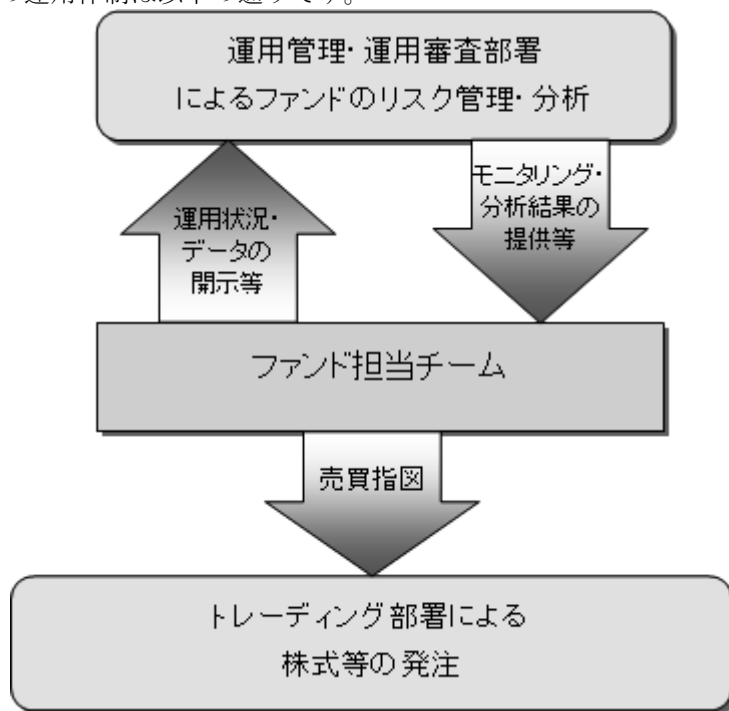 の運用体制は以下の通りです。
運用管理・運用審査部署
によるファンドのリスク管理・分析
運用状況・
データの
開示等
モニタリング・
分析結果の
提供等
ファンド担当チーム
売買指図
トレーディング部署による
株式等の発注